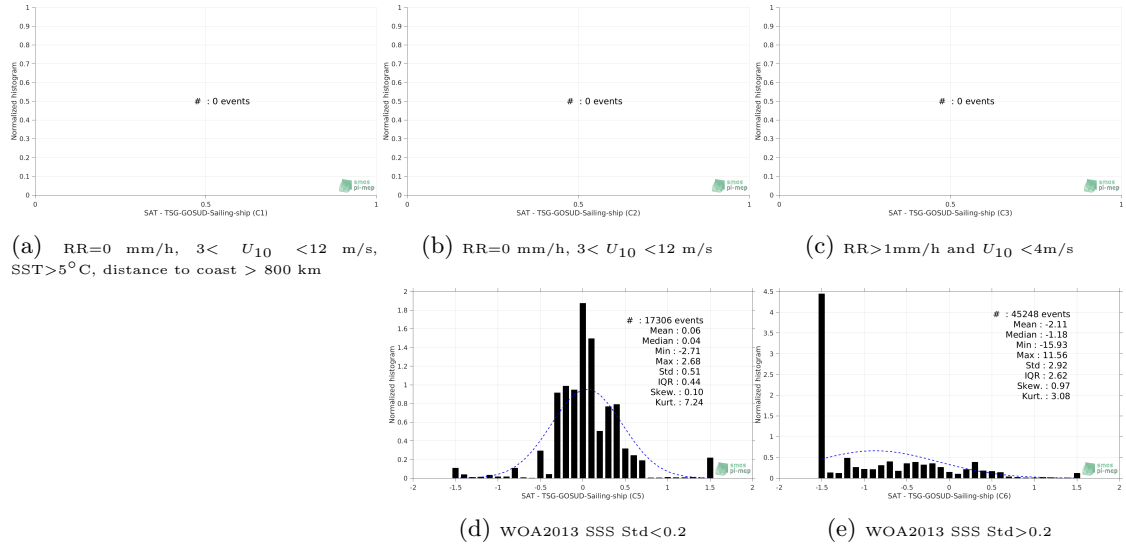 1
0.9
0.8
0.7
0.6
0.5
0.4
0.3
0.2
0.1
0
Normalized histogram
# : 0 events
smos
pi-mep
0 0.5 1
SAT - TSG-GOSUD-Sailing-ship (C1)
(a) RR=0 mm/h, 3< U10 <12 m/s,
SST>5°C, distance to coast > 800 km
1
0.9
0.8
0.7
0.6
0.5
0.4
0.3
0.2
0.1
0
Normalized histogram
# : 0 events
smos
pi-mep
0 0.5 1
SAT - TSG-GOSUD-Sailing-ship (C2)
(b) RR=0 mm/h, 3< U10 <12 m/s
1
0.9
0.8
0.7
0.6
0.5
0.4
0.3
0.2
0.1
0
Normalized histogram
# : 0 events
smos
pi-mep
0 0.5 1
SAT - TSG-GOSUD-Sailing-ship (C3)
(c) RR>1mm/h and U10 <4m/s
2
1.8
1.6
1.4
1.2
1
0.8
0.6
0.4
0.2
0
Normalized histogram
# : 17306 events
Mean : 0.06
Median : 0.04
Min : -2.71
Max : 2.68
Std : 0.51
IQR : 0.44
Skew. : 0.10
Kurt. : 7.24
smos
pi-mep
-2 -1.5 -1 -0.5 0 0.5 1 1.5 2
SAT - TSG-GOSUD-Sailing-ship (C5)
(d) WOA2013 SSS Std<0.2
4.5
4
3.5
3
2.5
2
1.5
1
0.5
0
Normalized histogram
# : 45248 events
Mean : -2.11
Median : -1.18
Min : -15.93
Max : 11.56
Std : 2.92
IQR : 2.62
Skew. : 0.97
Kurt. : 3.08
smos
pi-mep
-2 -1.5 -1 -0.5 0 0.5 1 1.5 2
SAT - TSG-GOSUD-Sailing-ship (C6)
(e) WOA2013 SSS Std>0.2